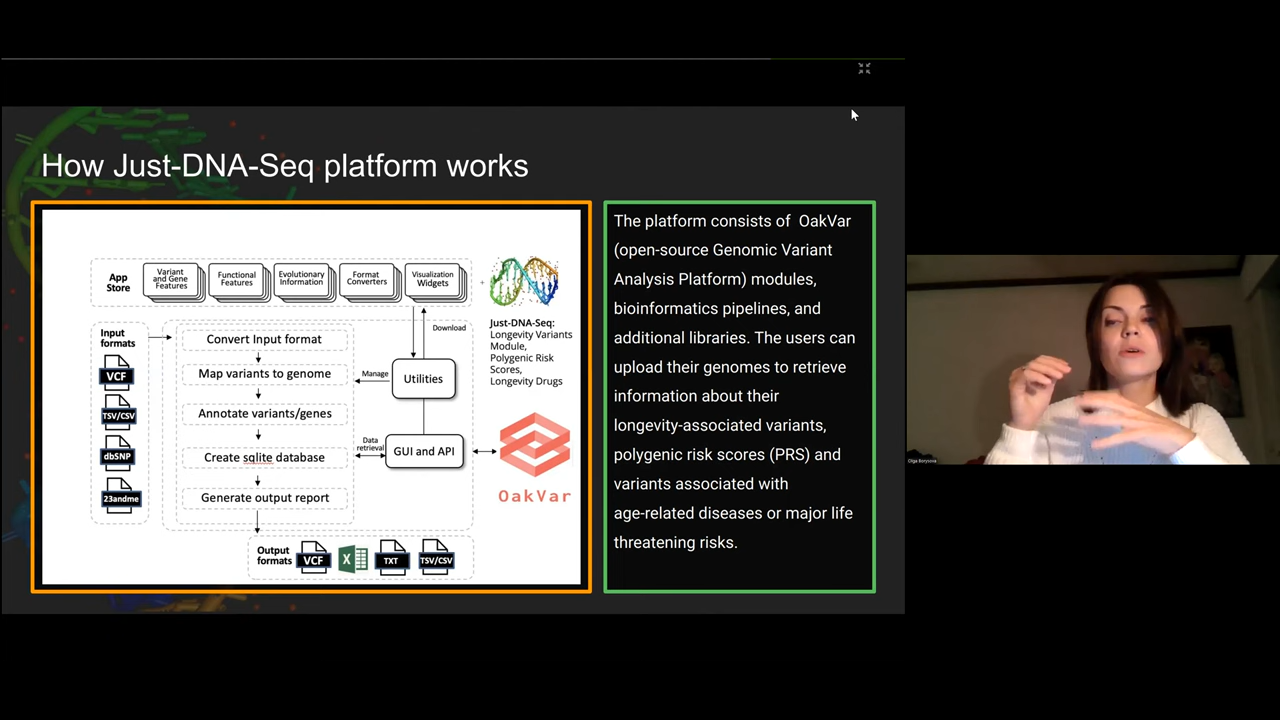 How Just-DNA-Seq platform works
App
Store
Variant
and Gene
Features
Functional
Features
Evolutionary
Information
Format
Converters
Visualization
Widgets
+
Input
formats
VCF
TSV/CSV
dbSNP
23andme
Convert Input format
Map variants to genome
Annotate variants/genes
Create sqlite database
Generate output report
Download
Manage
Utilities
Data
retrieval
GUI and API
Just-DNA-Seq:
Longevity Variants
Module,
Polygenic Risk
Scores,
Longevity Drugs
OakVar
Output
formats
VCF
X
TXT
TSV/CSV
The platform consists of OakVar
(open-source Genomic Variant
Analysis Platform) modules,
bioinformatics pipelines, and
additional libraries. The users can
upload their genomes to retrieve
information about their
longevity-associated variants,
polygenic risk scores (PRS) and
variants associated with
age-related diseases or major life
threatening risks.
Olga Borysova